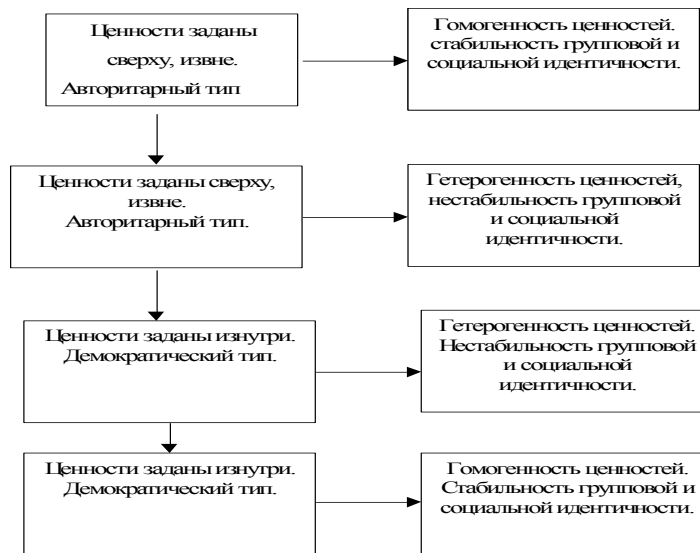 Ценности заданы
сверху, извне.
Авторитарный тип
Гомогенность ценностей.
стабильность групповой и
социальной идентичности.
Ценности заданы сверху,
извне.
Авторитарный тип.
Гетерогенность ценностей,
нестабильность групповой
и социальной
идентичности.
Ценности заданы изнутри.
Демократический тип.
Гетерогенность ценностей.
Нестабильность групповой
и социальной
идентичности.
Ценности заданы изнутри.
Демократический тип.
Гомогенность ценностей.
Стабильность групповой и
социальной идентичности.